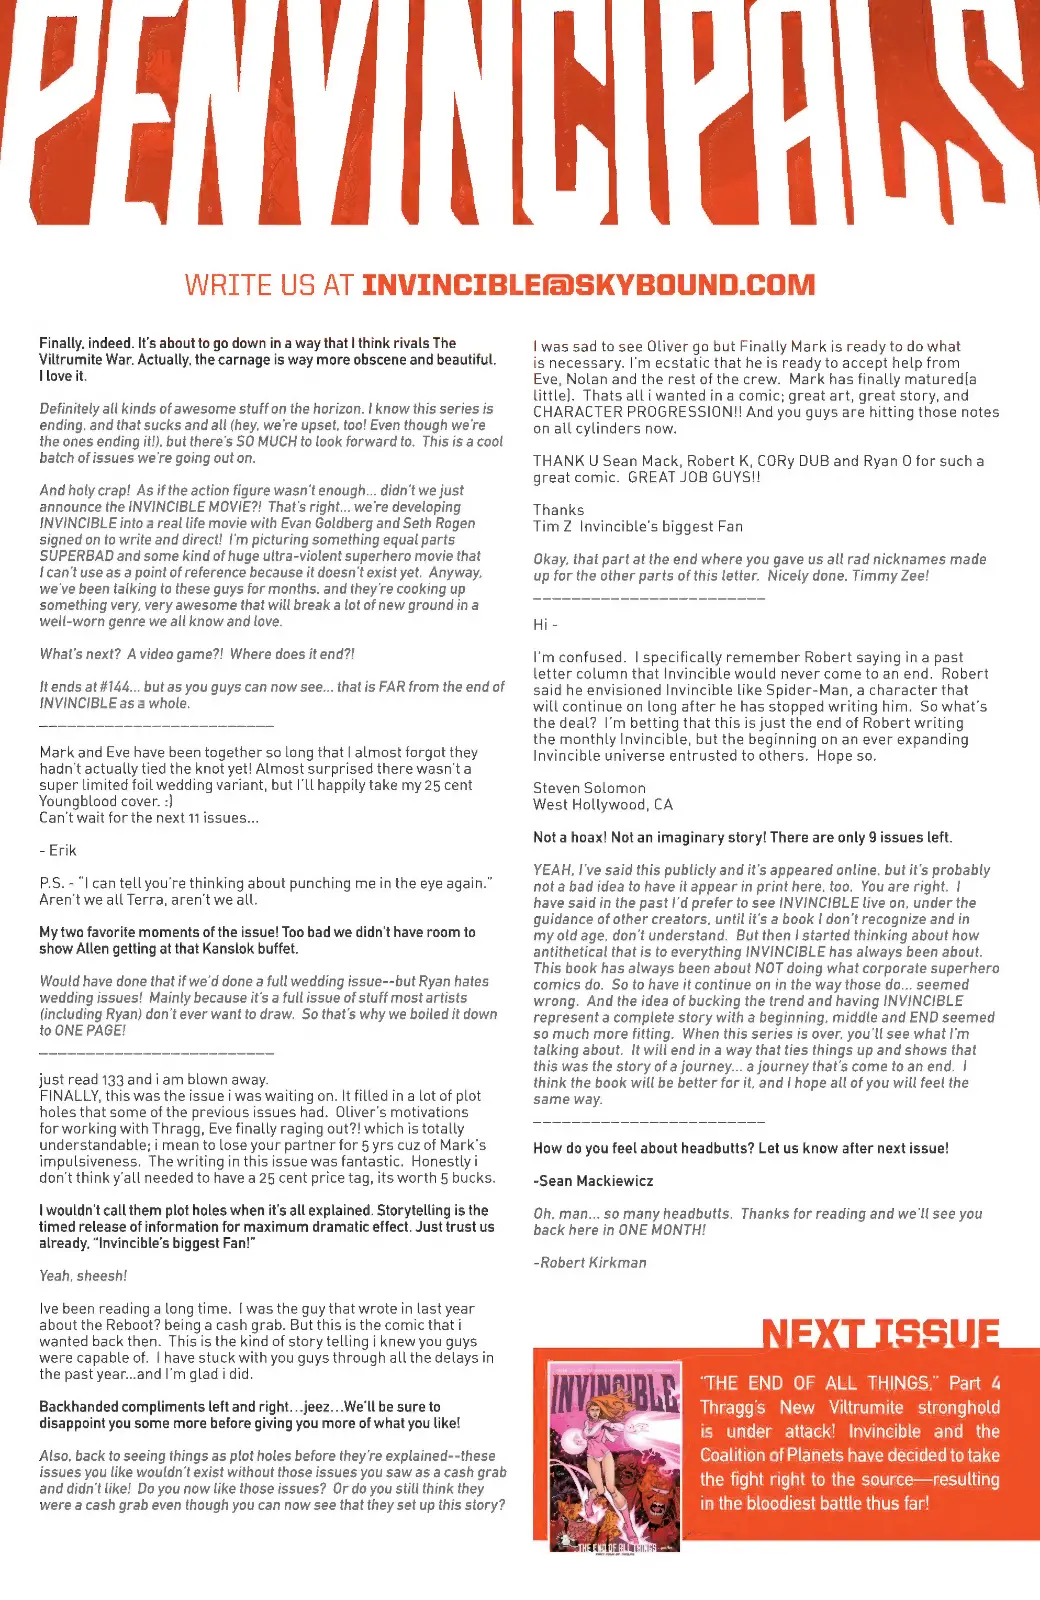 PENVINCIPALS
WRITE US AT INVINCIBLE@SKYBOUND.COM
Finally, indeed. It's about to go down in a way that I think rivals The
Viltrumite War. Actually, the carnage is way more obscene and beautiful.
I love it.
Definitely all kinds of awesome stuff on the horizon. I know this series is
ending, and that sucks and all (hey, we're upset, too! Even though we're
the ones ending it!), but there's SO MUCH to look forward to. This is a cool
batch of issues we're going out on.
And holy crap! As if the action figure wasn't enough... didn't we just
announce the INVINCIBLE MOVIE?! That's right... we're developing
INVINCIBLE into a real life movie with Evan Goldberg and Seth Rogen
signed on to write and direct! I'm picturing something equal parts
SUPERBAD and some kind of huge ultra-violent superhero movie that
I can't use as a point of reference because it doesn't exist yet. Anyway,
we've been talking to these guys for months, and they're cooking up
something very, very awesome that will break a lot of new ground in a
well-worn genre we all know and love.
What's next? A video game?! Where does it end?!
It ends at #144... but as you guys can now see... that is FAR from the end of
INVINCIBLE as a whole.
_________________________
Mark and Eve have been together so long that I almost forgot they
hadn't actually tied the knot yet! Almost surprised there wasn't a
super limited foil wedding variant, but I'll happily take my 25 cent
Youngblood cover. :)
Can't wait for the next 11 issues...
- Erik
P.S. - "I can tell you're thinking about punching me in the eye again."
Aren't we all Terra, aren't we all.
My two favorite moments of the issue! Too bad we didn't have room to
show Allen getting at that Kanslok buffet.
Would have done that if we'd done a full wedding issue--but Ryan hates
wedding issues! Mainly because it's a full issue of stuff most artists
(including Ryan) don't ever want to draw. So that's why we boiled it down
to ONE PAGE!
_________________________
just read 133 and i am blown away.
FINALLY, this was the issue i was waiting on. It filled in a lot of plot
holes that some of the previous issues had. Oliver's motivations
for working with Thragg, Eve finally raging out?! which is totally
understandable; i mean to lose your partner for 5 yrs cuz of Mark's
impulsiveness. The writing in this issue was fantastic. Honestly i
don't think y'all needed to have a 25 cent price tag, its worth 5 bucks.
I wouldn't call them plot holes when it's all explained. Storytelling is the
timed release of information for maximum dramatic effect. Just trust us
already, "Invincible's biggest Fan!"
Yeah, sheesh!
Ive been reading a long time. I was the guy that wrote in last year
about the Reboot? being a cash grab. But this is the comic that i
wanted back then. This is the kind of story telling i knew you guys
were capable of. I have stuck with you guys through all the delays in
the past year...and I'm glad i did.
Backhanded compliments left and right...jeez...We'll be sure to
disappoint you some more before giving you more of what you like!
Also, back to seeing things as plot holes before they're explained--these
issues you like wouldn't exist without those issues you saw as a cash grab
and didn't like! Do you now like those issues? Or do you still think they
were a cash grab even though you can now see that they set up this story?
I was sad to see Oliver go but Finally Mark is ready to do what
is necessary. I'm ecstatic that he is ready to accept help from
Eve, Nolan and the rest of the crew. Mark has finally matured(a
little). Thats all i wanted in a comic; great art, great story, and
CHARACTER PROGRESSION!! And you guys are hitting those notes
on all cylinders now.
THANK U Sean Mack, Robert K, CORy DUB and Ryan O for such a
great comic. GREAT JOB GUYS!!
Thanks
Tim Z Invincible's biggest Fan
Okay, that part at the end where you gave us all rad nicknames made
up for the other parts of this letter. Nicely done, Timmy Zee!
_________________________
Hi -
I'm confused. I specifically remember Robert saying in a past
letter column that Invincible would never come to an end. Robert
said he envisioned Invincible like Spider-Man, a character that
will continue on long after he has stopped writing him. So what's
the deal? I'm betting that this is just the end of Robert writing
the monthly Invincible, but the beginning on an ever expanding
Invincible universe entrusted to others. Hope so.
Steven Solomon
West Hollywood, CA
Not a hoax! Not an imaginary story! There are only 9 issues left.
YEAH, I've said this publicly and it's appeared online, but it's probably
not a bad idea to have it appear in print here, too. You are right. I
have said in the past I'd prefer to see INVINCIBLE live on, under the
guidance of other creators, until it's a book I don't recognize and in
my old age, don't understand. But then I started thinking about how
antithetical that is to everything INVINCIBLE has always been about.
This book has always been about NOT doing what corporate superhero
comics do. So to have it continue on in the way those do... seemed
wrong. And the idea of bucking the trend and having INVINCIBLE
represent a complete story with a beginning, middle and END seemed
so much more fitting. When this series is over, you'll see what I'm
talking about. It will end in a way that ties things up and shows that
this was the story of a journey... a journey that's come to an end. I
think the book will be better for it, and I hope all of you will feel the
same way.
_________________________
How do you feel about headbutts? Let us know after next issue!
-Sean Mackiewicz
Oh, man... so many headbutts. Thanks for reading and we'll see you
back here in ONE MONTH!
-Robert Kirkman
NEXT ISSUE
INVINCIBLE
THE END OF ALL THINGS
"THE END OF ALL THINGS," Part 4
Thragg's New Viltrumite stronghold
is under attack! Invincible and the
Coalition of Planets have decided to take
the fight right to the source—resulting
in the bloodiest battle thus far!